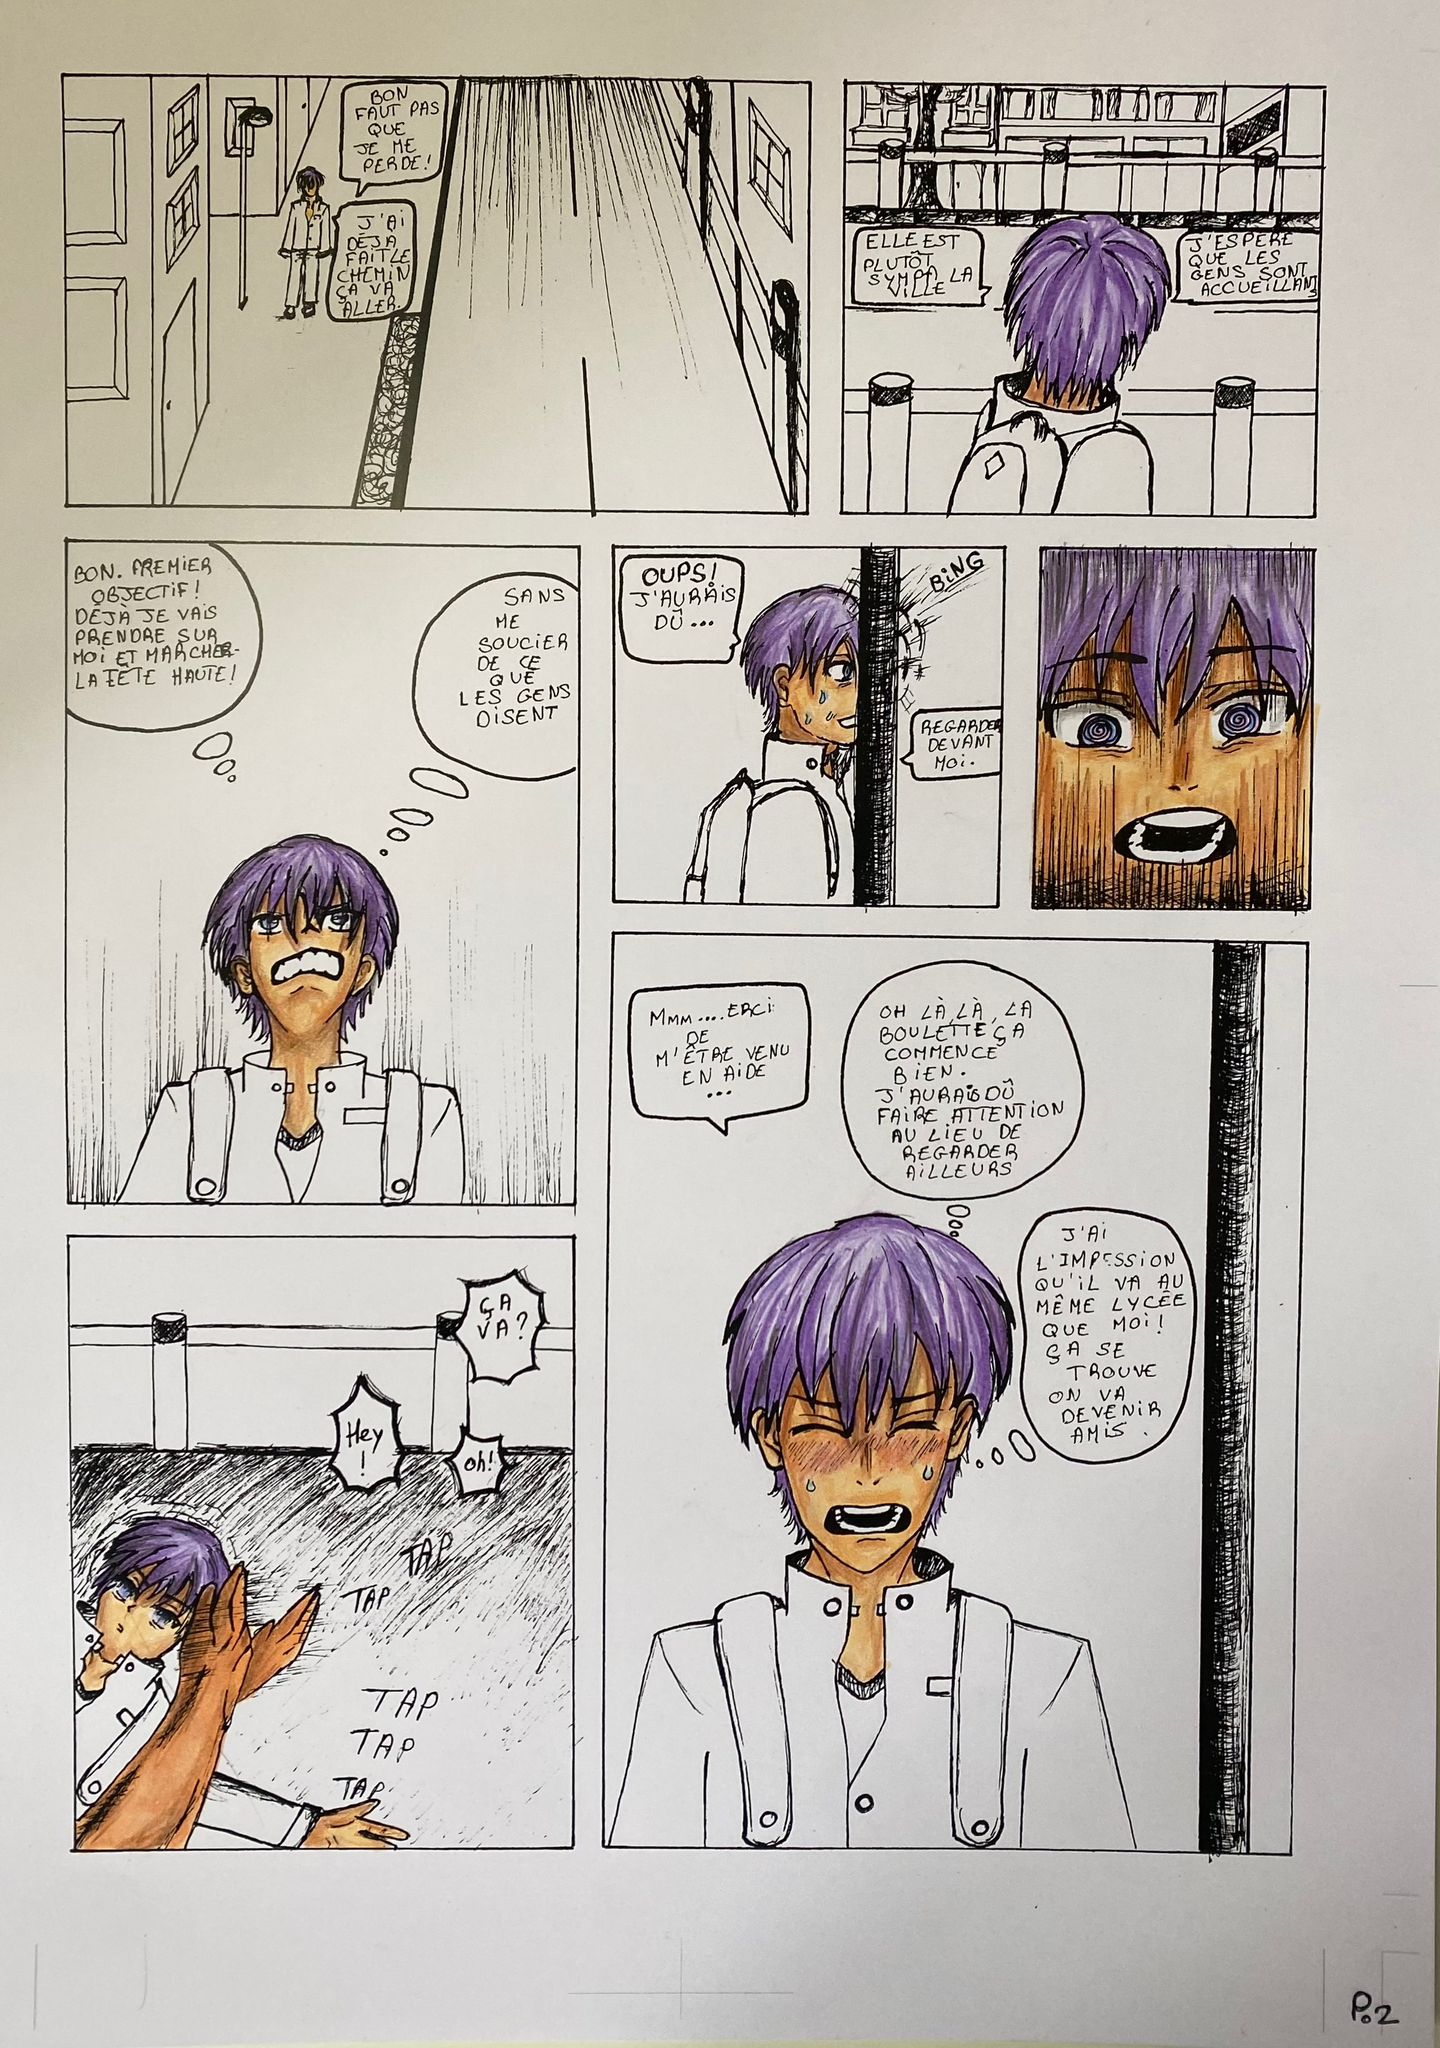 BON
FAUT PAS
QUE
JE ME
PERDE!
J'AI
DÉJA
FAIT LE
CHEMIN
ÇA VA
ALLER.
ELLE EST
PLUTÔT
SYMPA LA
VILLE
J'ESPERE
QUE LES
GENS SONT
ACCUEILLANTS
BON. PREMIER
OBJECTIF!
DÉJÀ JE VAIS
PRENDRE SUR
MOI ET MARCHER
LA TÊTE HAUTE!
SANS
ME
SOUCIER
DE CE
QUE
LES GENS
DISENT
OUPS!
J'AURAIS
DÛ...
BING
REGARDER
DEVANT
MOI.
ÇA
VA?
Hey
!
oh!
TAP
TAP
TAP
TAP
TAP
Mmm....ERCI
DE
M'ÊTRE VENU
EN AIDE
...
OH LÀ LÀ, LA
BOULETTE, ÇA
COMMENCE
BIEN.
J'AURAIS DÛ
FAIRE ATTENTION
AU LIEU DE
REGARDER
AILLEURS
J'AI
L'IMPRESSION
QU'IL VA AU
MÊME LYCÉE
QUE MOI!
ÇA SE
TROUVE
ON VA
DEVENIR
AMIS.
P.2